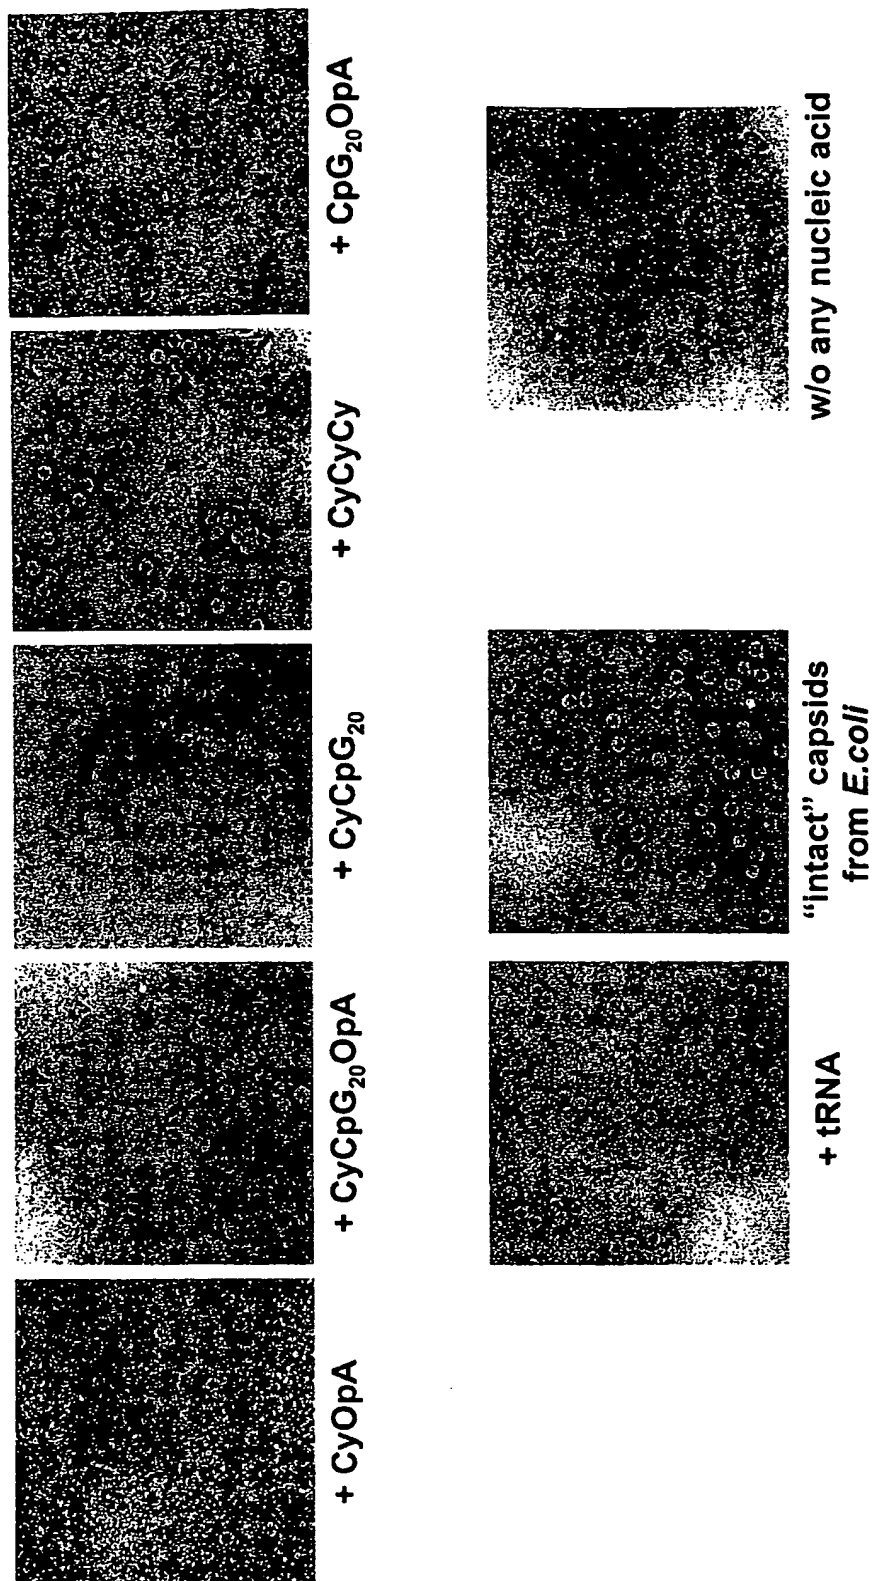 + CyOpA
+ CyCpG₂₀OpA
+ CyCpG₂₀
+ CyCyCy
+ CpG₂₀OpA
+ tRNA
"intact" capsids
from E.coli
w/o any nucleic acid